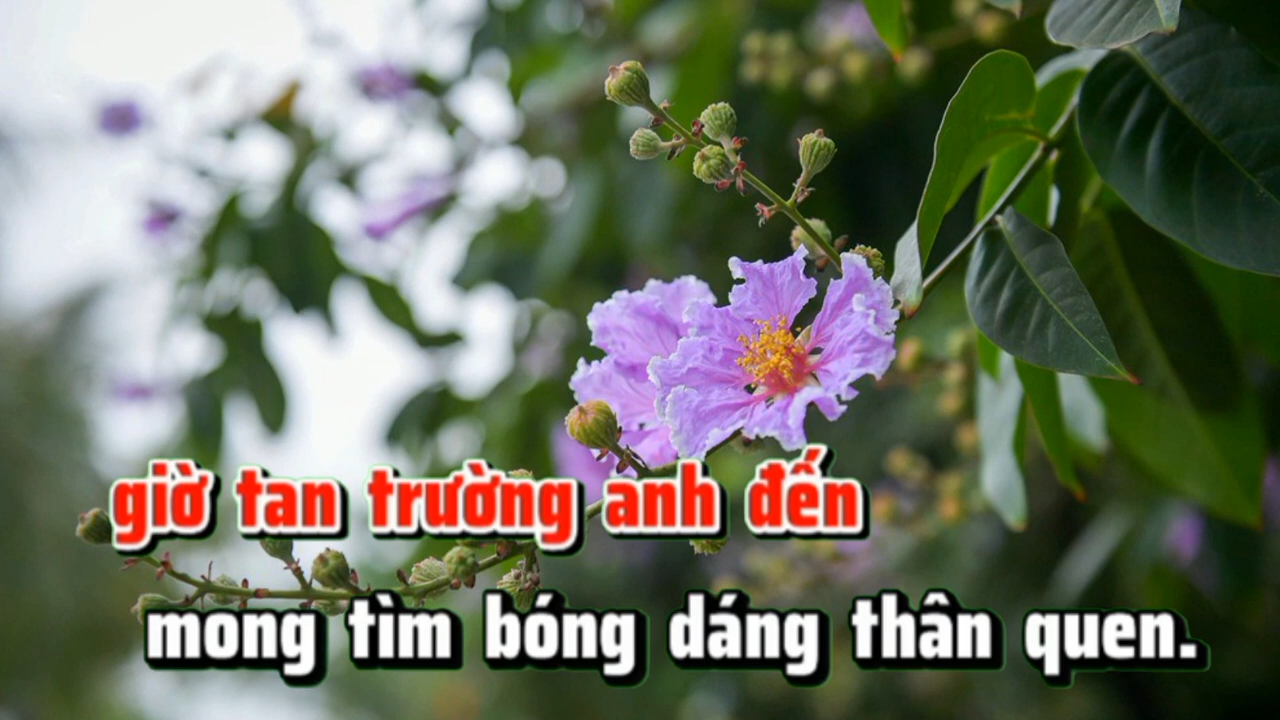 giờ tan trường anh đến
mong tìm bóng dáng thân quen.